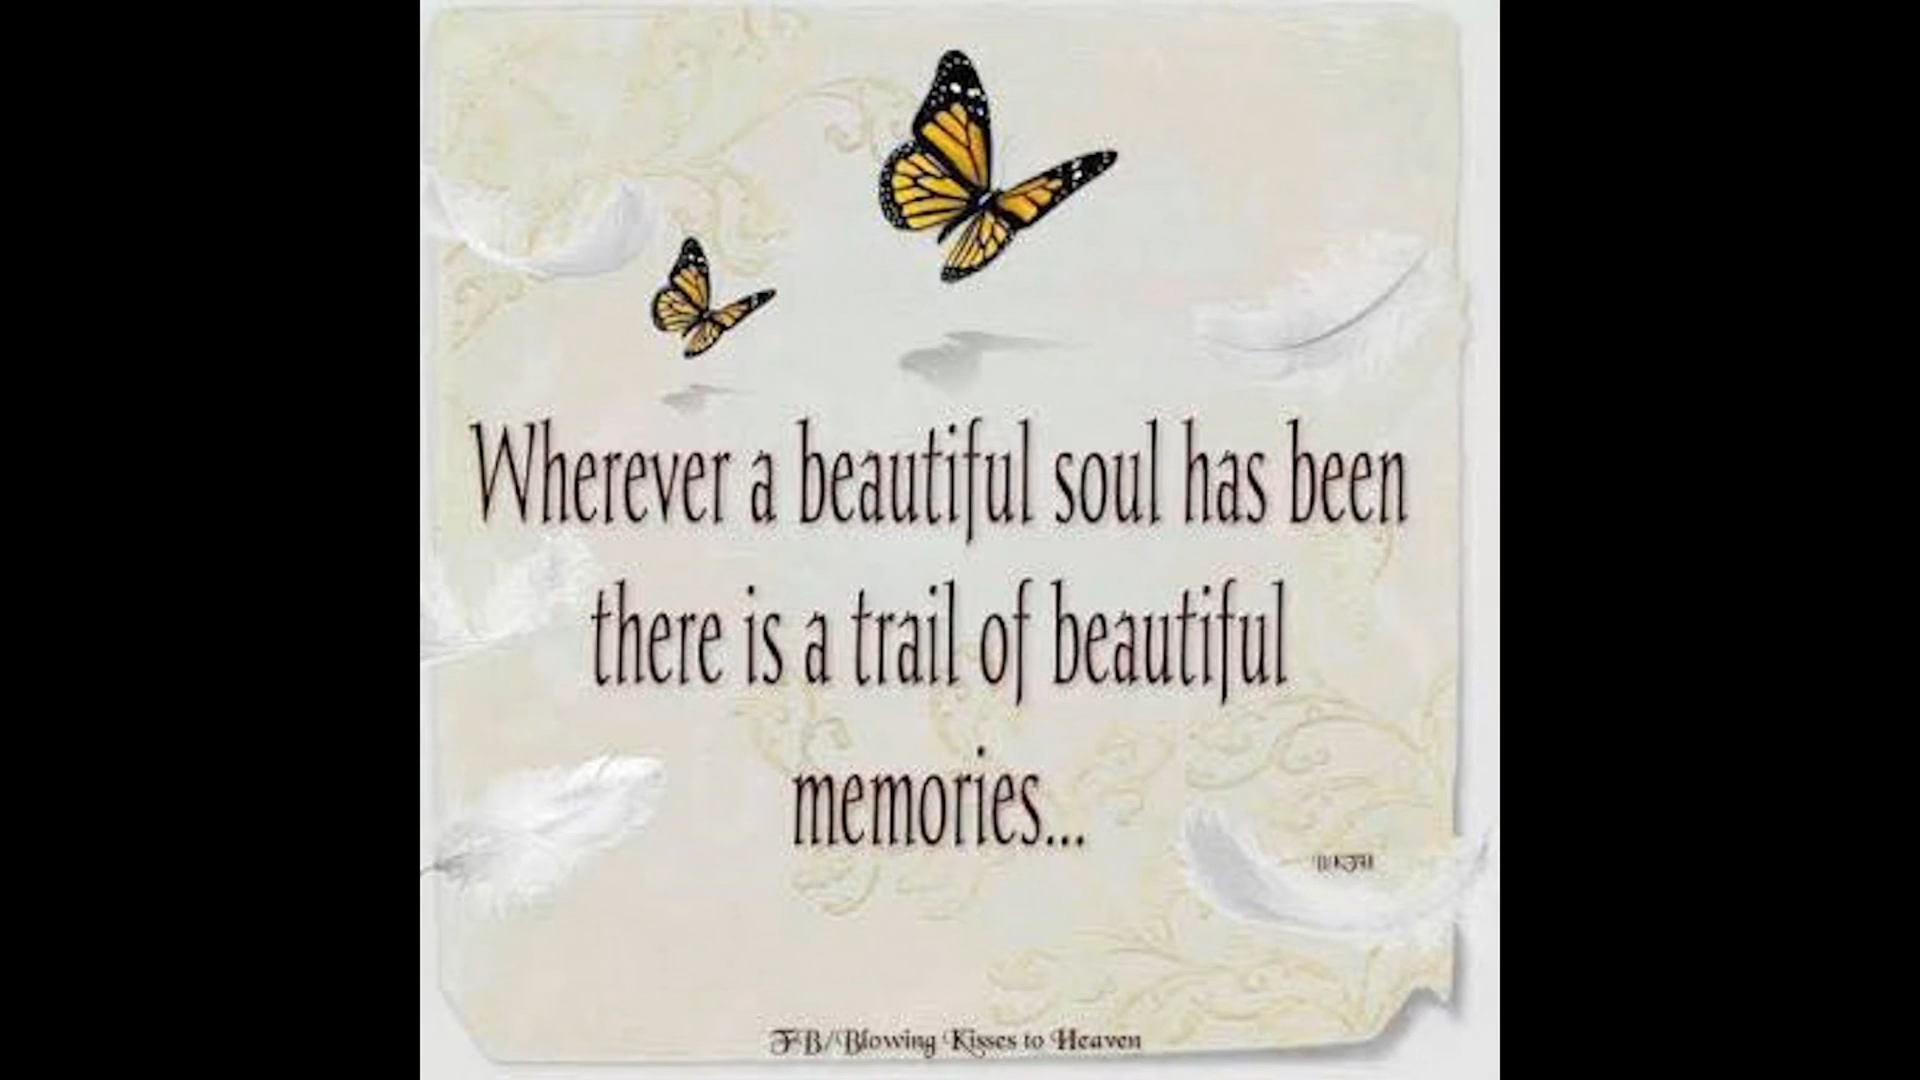 Wherever a beautiful soul has been
there is a trail of beautiful
memories...
FB/Blowing Kisses to Heaven